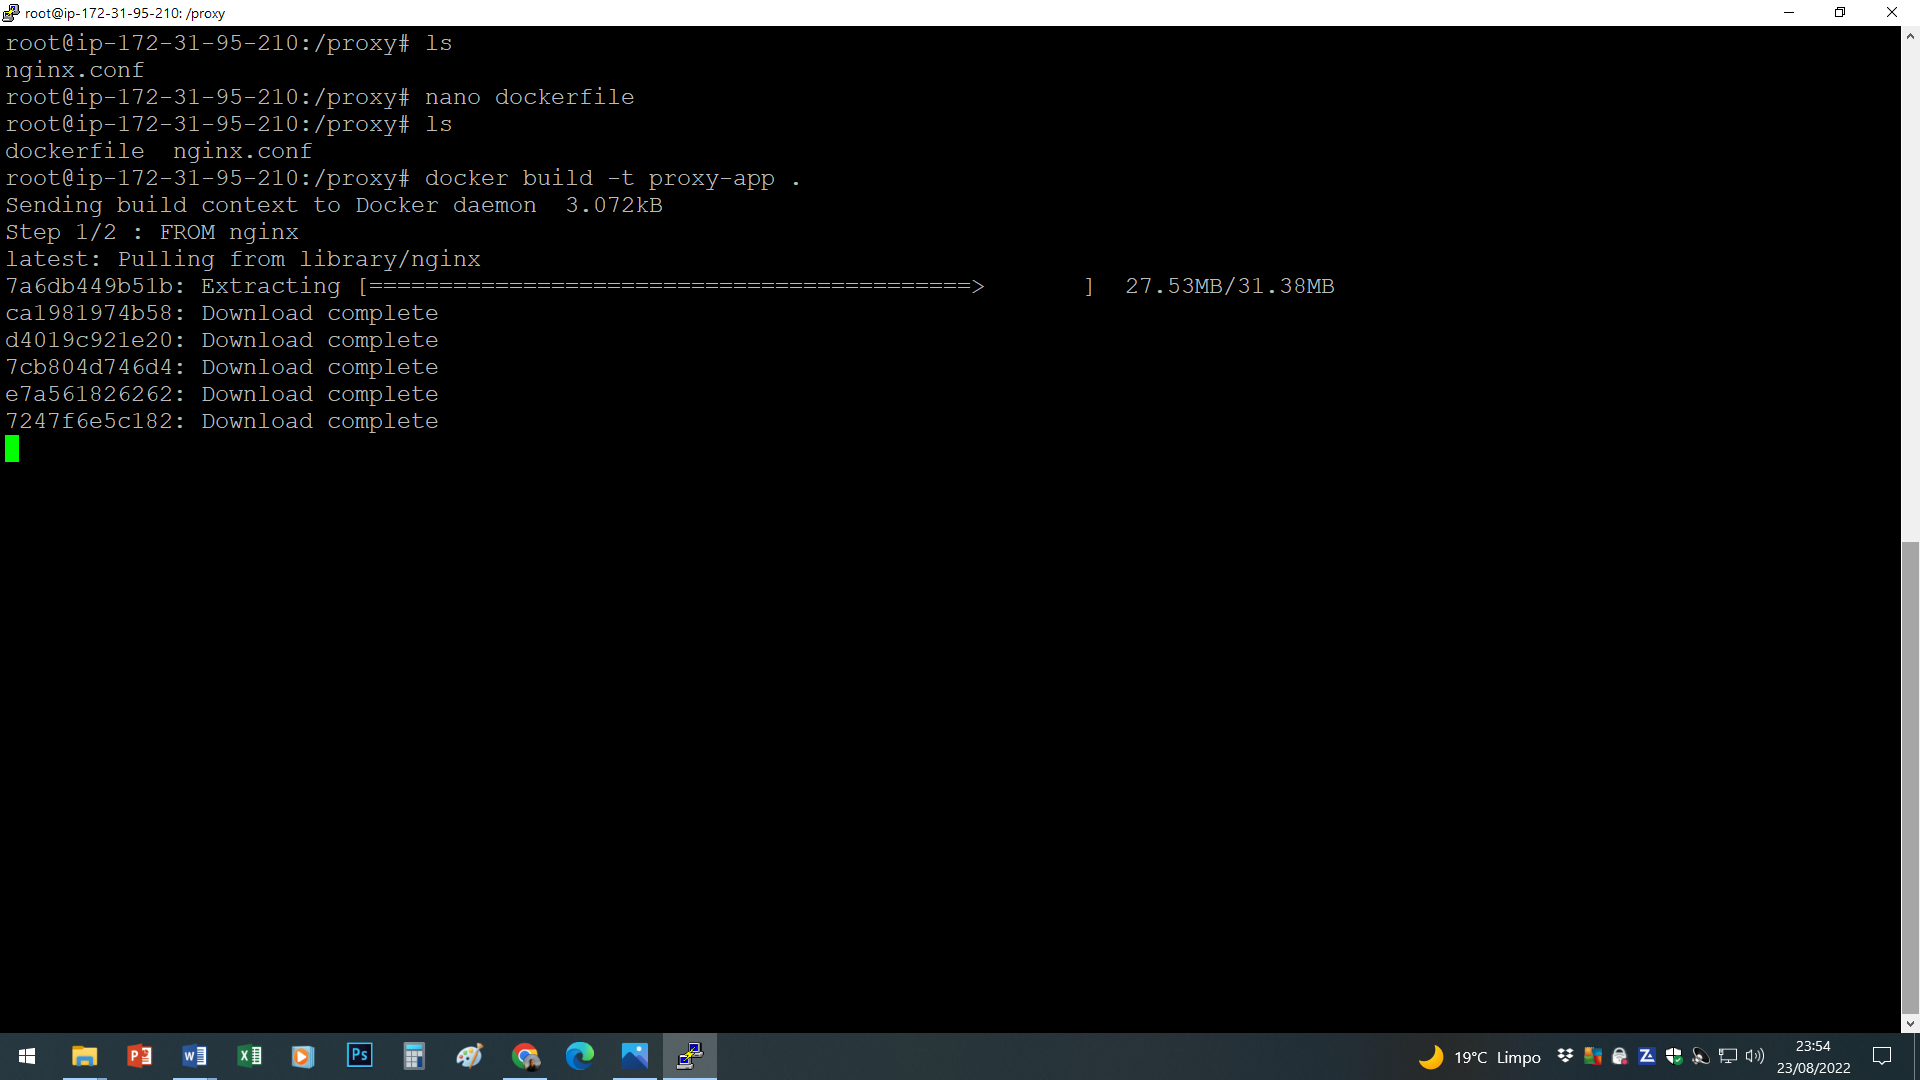 root@ip-172-31-95-210: /proxy
root@ip-172-31-95-210:/proxy# ls
nginx.conf
root@ip-172-31-95-210:/proxy# nano dockerfile
root@ip-172-31-95-210:/proxy# ls
dockerfile  nginx.conf
root@ip-172-31-95-210:/proxy# docker build -t proxy-app .
Sending build context to Docker daemon  3.072kB
Step 1/2 : FROM nginx
latest: Pulling from library/nginx
7a6db449b51b: Extracting [===========================================>       ]  27.53MB/31.38MB
ca1981974b58: Download complete
d4019c921e20: Download complete
7cb804d746d4: Download complete
e7a561826262: Download complete
7247f6e5c182: Download complete
19°C Limpo
23:54
23/08/2022